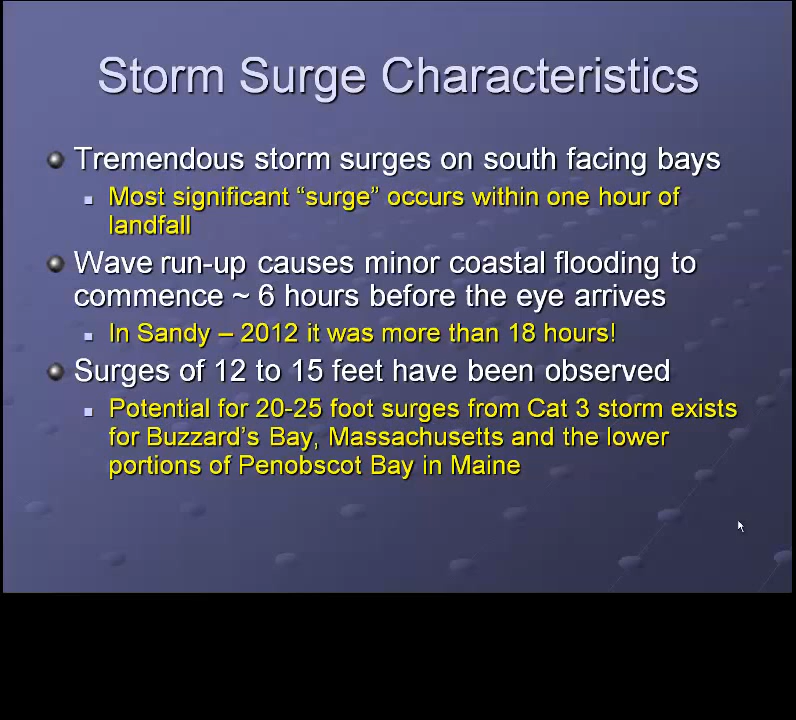 Storm Surge Characteristics
Tremendous storm surges on south facing bays
Most significant “surge” occurs within one hour of
landfall
Wave run-up causes minor coastal flooding to
commence ~ 6 hours before the eye arrives
In Sandy – 2012 it was more than 18 hours!
Surges of 12 to 15 feet have been observed
Potential for 20-25 foot surges from Cat 3 storm exists
for Buzzard’s Bay, Massachusetts and the lower
portions of Penobscot Bay in Maine